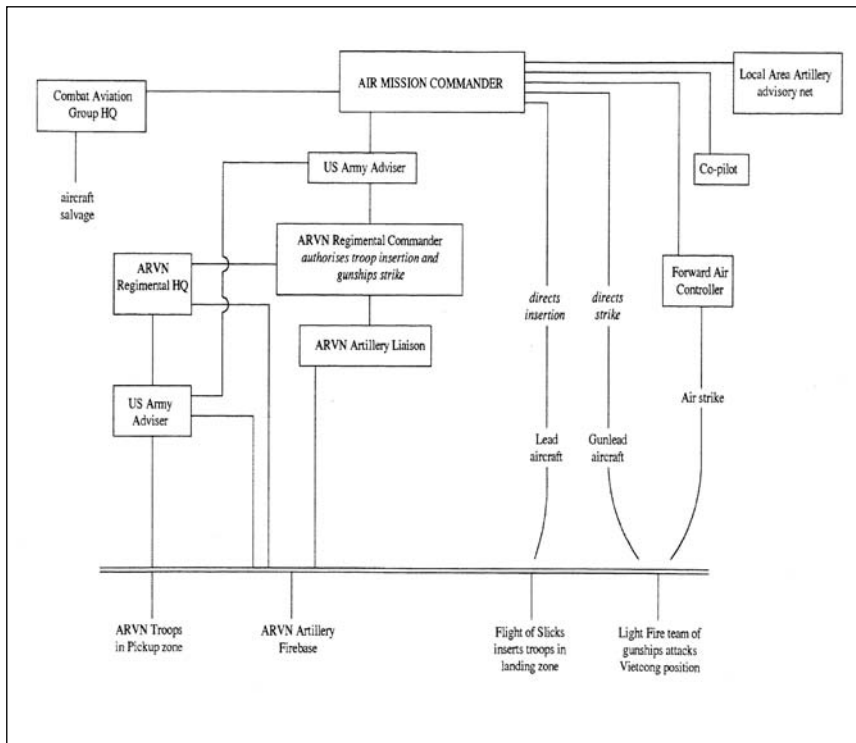 AIR MISSION COMMANDER
Local Area Artillery
advisory net
Combat Aviation
Group HQ
Co-pilot
US Army Adviser
aircraft
salvage
ARVN Regimental Commander
authorises troop insertion and
gunships strike
ARVN
Regimental HQ
Forward Air
Controller
directs
insertion
directs
strike
ARVN Artillery Liaison
US Army
Adviser
Air strike
Lead
aircraft
Gunlead
aircraft
ARVN Troops
in Pickup zone
ARVN Artillery
Firebase
Flight of Slicks
inserts troops in
landing zone
Light Fire team of
gunships attacks
Vietcong position